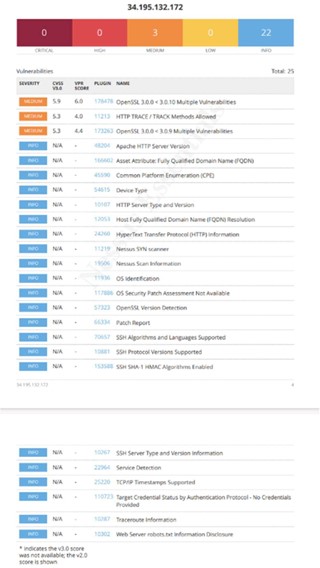 34.195.132.172
0 0 3 0 22
CRITICAL HIGH MEDIUM LOW INFO
Vulnerabilities Total: 25
SEVERITY CVSS V3.0 VPR SCORE PLUGIN NAME
MEDIUM 5.9 6.0 178478 OpenSSL 3.0.0 < 3.0.10 Multiple Vulnerabilities
MEDIUM 5.3 4.0 11213 HTTP TRACE / TRACK Methods Allowed
MEDIUM 5.3 4.4 173263 OpenSSL 3.0.0 < 3.0.9 Multiple Vulnerabilities
INFO N/A - 48204 Apache HTTP Server Version
INFO N/A - 166602 Asset Attribute: Fully Qualified Domain Name (FQDN)
INFO N/A - 45590 Common Platform Enumeration (CPE)
INFO N/A - 54615 Device Type
INFO N/A - 10107 HTTP Server Type and Version
INFO N/A - 12053 Host Fully Qualified Domain Name (FQDN) Resolution
INFO N/A - 24260 HyperText Transfer Protocol (HTTP) Information
INFO N/A - 11219 Nessus SYN scanner
INFO N/A - 19506 Nessus Scan Information
INFO N/A - 11936 OS Identification
INFO N/A - 117886 OS Security Patch Assessment Not Available
INFO N/A - 57323 OpenSSL Version Detection
INFO N/A - 66334 Patch Report
INFO N/A - 70657 SSH Algorithms and Languages Supported
INFO N/A - 10881 SSH Protocol Versions Supported
INFO N/A - 153588 SSH SHA-1 HMAC Algorithms Enabled
34.195.132.172 4
INFO N/A - 10267 SSH Server Type and Version Information
INFO N/A - 22964 Service Detection
INFO N/A - 25220 TCP/IP Timestamps Supported
INFO N/A - 110723 Target Credential Status by Authentication Protocol - No Credentials
Provided
INFO N/A - 10287 Traceroute Information
INFO N/A - 10302 Web Server robots.txt Information Disclosure
* indicates the v3.0 score
was not available; the v2.0
score is shown